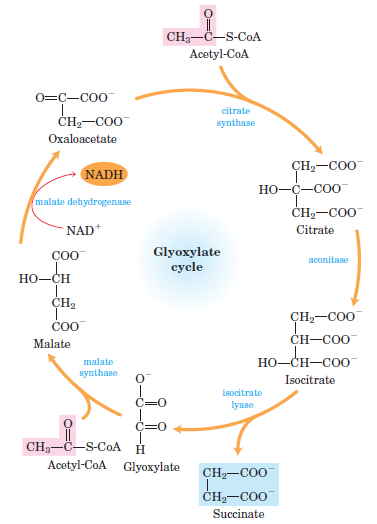 O
CH₃—C—S-CoA
Acetyl-CoA
O=C—COO⁻
CH₂—COO⁻
Oxaloacetate
citrate
synthase
CH₂—COO⁻
HO—C—COO⁻
CH₂—COO⁻
Citrate
NADH
malate dehydrogenase
NAD⁺
Glyoxylate
cycle
aconitase
COO⁻
HO—CH
CH₂
COO⁻
Malate
CH₂—COO⁻
CH—COO⁻
HO—CH—COO⁻
Isocitrate
malate
synthase
isocitrate
lyase
O⁻
C=O
C=O
H
Glyoxylate
O
CH₃—C—S-CoA
Acetyl-CoA
CH₂—COO⁻
CH₂—COO⁻
Succinate